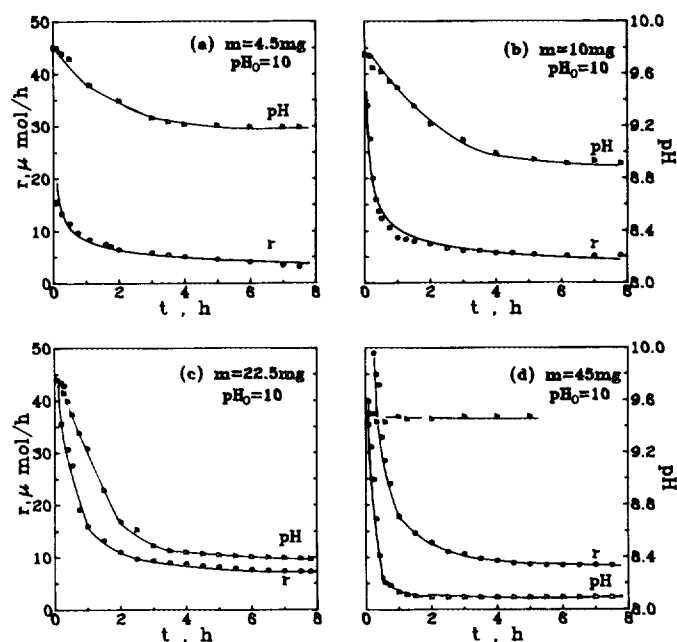 50
40
30
20
10
0
r, μ mol/h
(a) m=4.5mg
pH₀=10
pH
r
0 2 4 6 8
t , h
(b) m≃10mg
pH₀=10
pH
r
0 2 4 6 8
t , h
10.0
9.6
9.2
8.8
8.4
8.0
pH
50
40
30
20
10
0
r, μ mol/h
(c) m=22.5mg
pH₀=10
pH
r
0 2 4 6 8
t , h
(d) m=45mg
pH₀=10
r
pH
0 2 4 6 8
t , h
10.0
9.6
9.4
8.4
8.0
pH